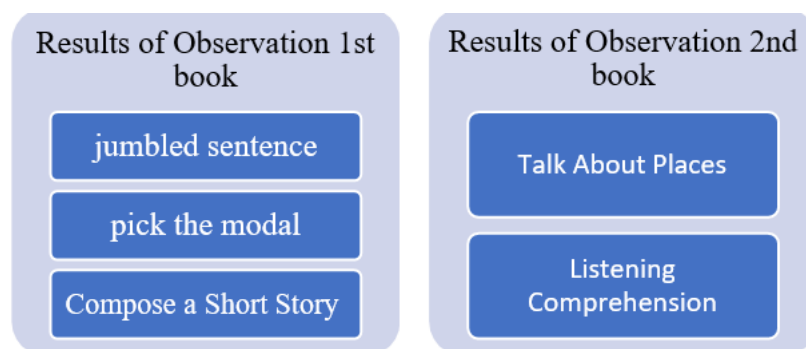 Results of Observation 1st
book
jumbled sentence
pick the modal
Compose a Short Story
Results of Observation 2nd
book
Talk About Places
Listening
Comprehension